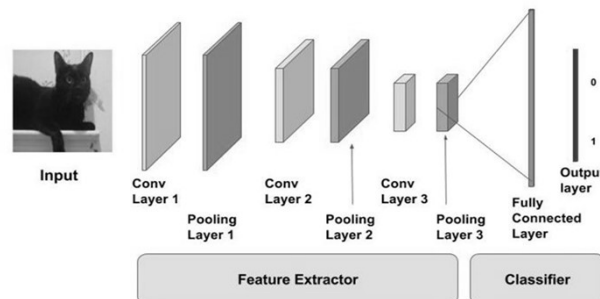 Input
Conv
Layer 1
Pooling
Layer 1
Conv
Layer 2
Pooling
Layer 2
Conv
Layer 3
Pooling
Layer 3
Fully
Connected
Layer
0
1
Output
layer
Feature Extractor
Classifier